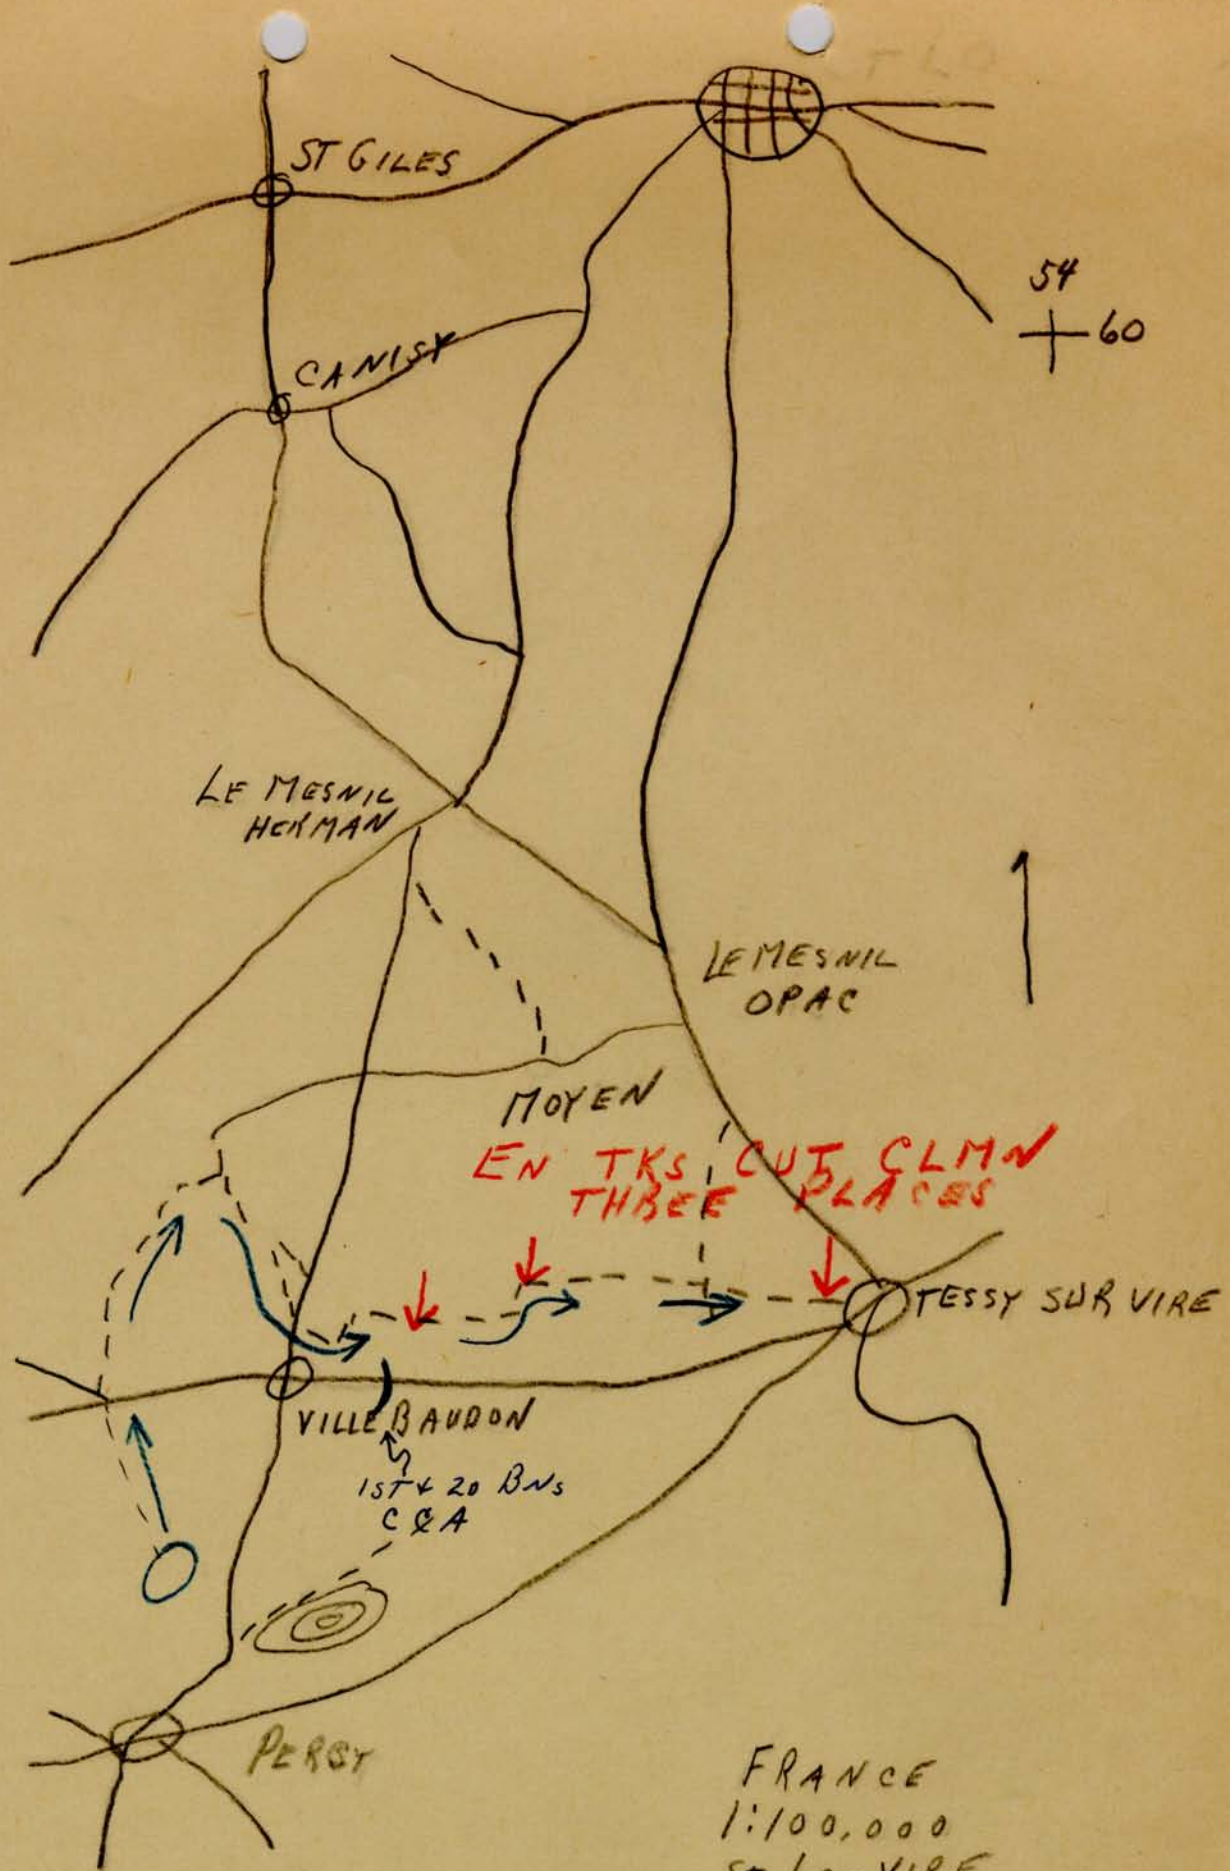 ST GILES
54
60
CANISY
LE MESNIL
HERMAN
LE MESNIL
OPAC
MOYEN
EN TKS CUT CLMN
THREE PLACES
TESSY SUR VIRE
VILLE BAUDON
1ST & 2D BNs
C C A
PERCY
FRANCE
1:100,000